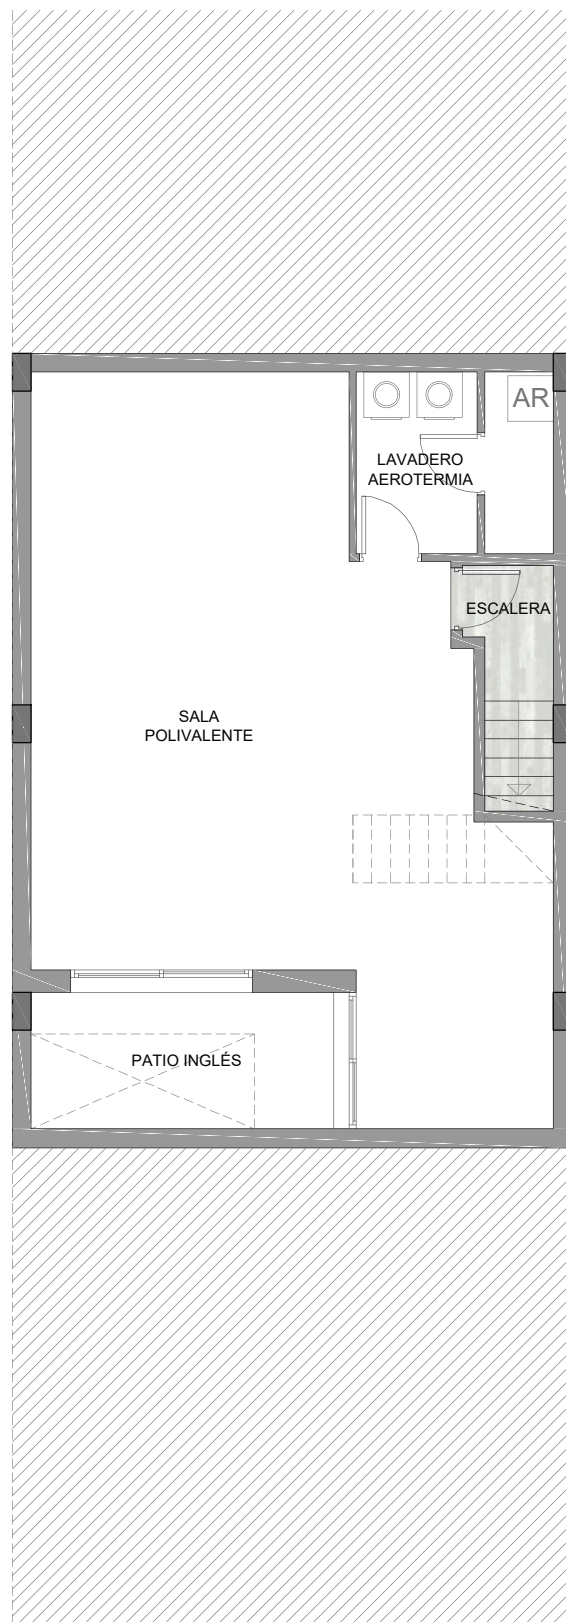 AR
LAVADERO
AEROTERMIA
ESCALERA
SALA
POLIVALENTE
PATIO INGLÉS